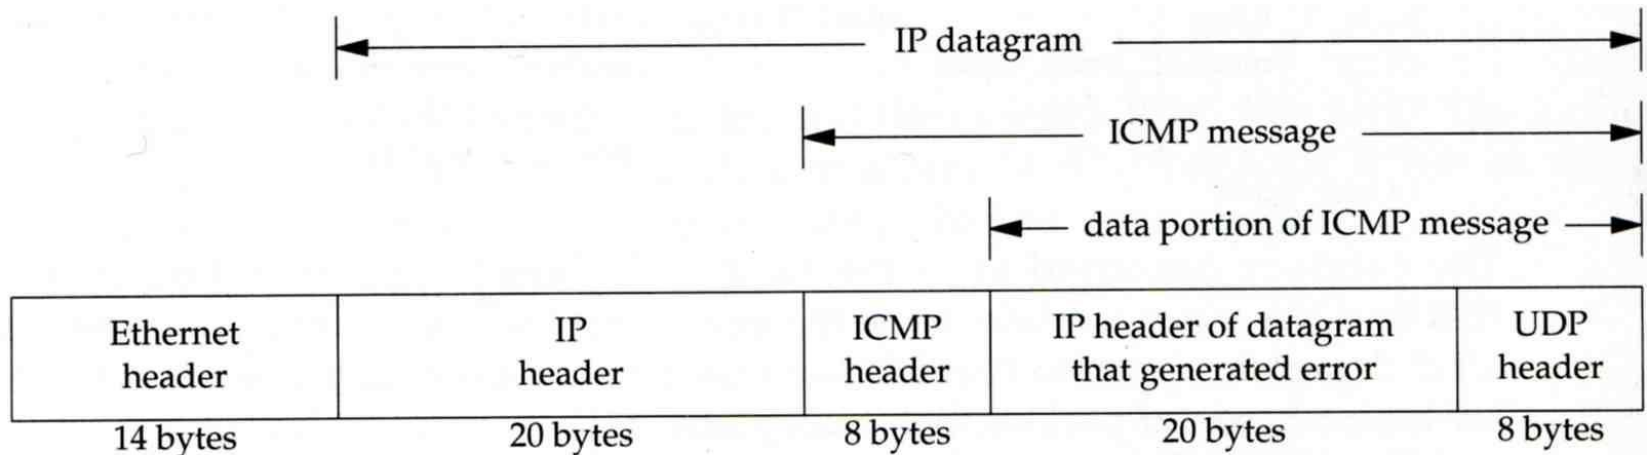 IP datagram
ICMP message
data portion of ICMP message
Ethernet
header
IP
header
ICMP
header
IP header of datagram
that generated error
UDP
header
14 bytes
20 bytes
8 bytes
20 bytes
8 bytes